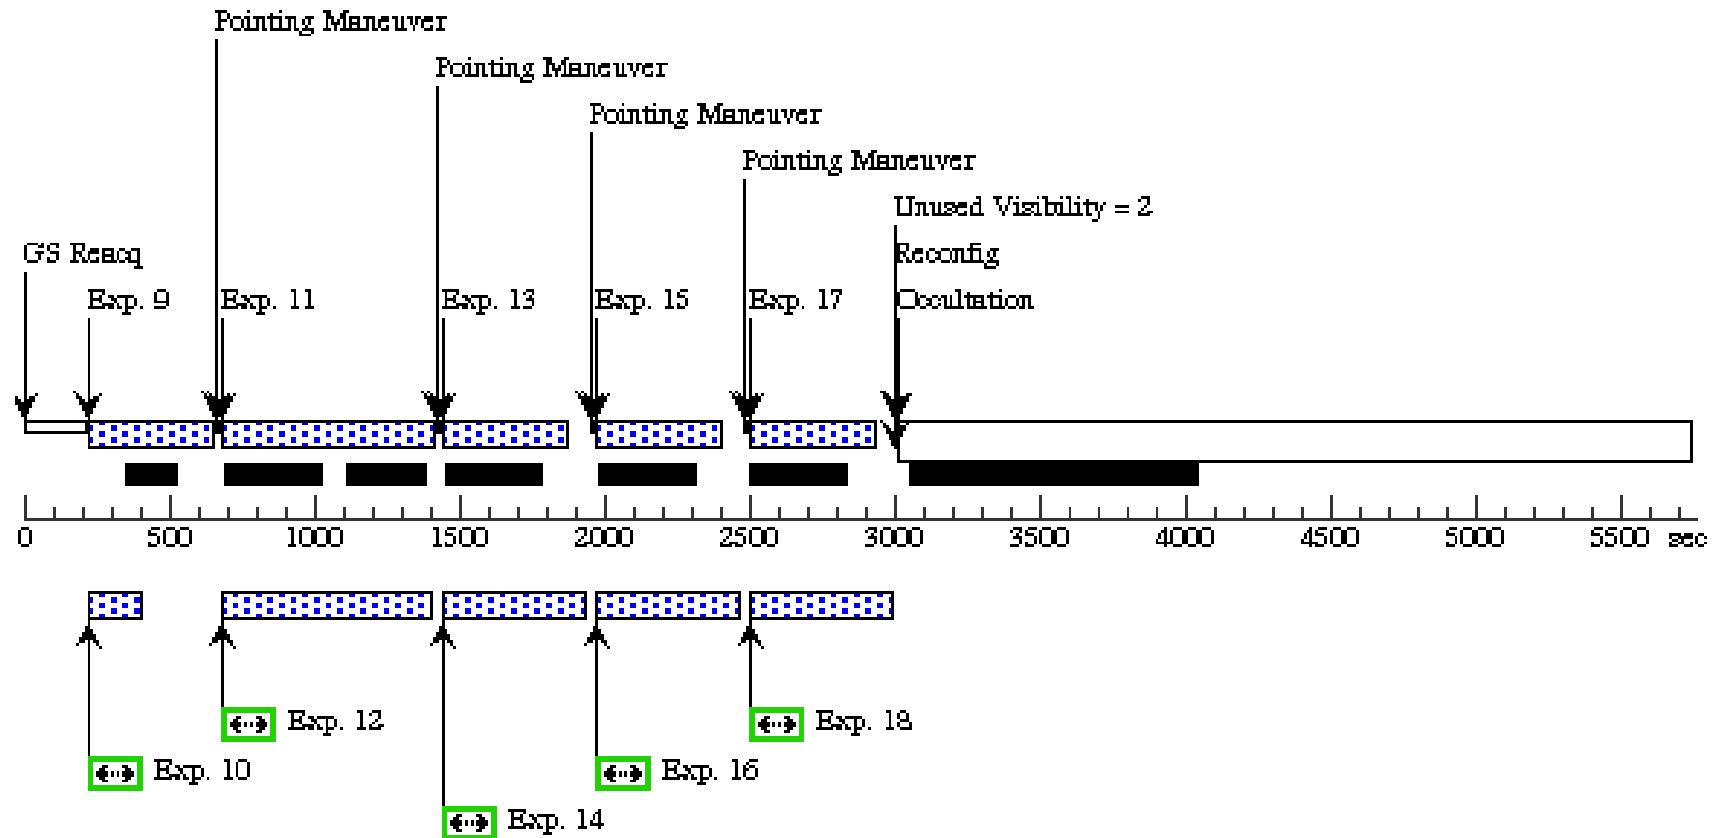 Pointing Maneuver
Pointing Maneuver
Pointing Maneuver
Pointing Maneuver
Unused Visibility = 2
GS Reacq
Reconfig
Exp. 9
Exp. 11
Exp. 13
Exp. 15
Exp. 17
Occultation
0 500 1000 1500 2000 2500 3000 3500 4000 4500 5000 5500 sec
Exp. 12
Exp. 18
Exp. 10
Exp. 16
Exp. 14